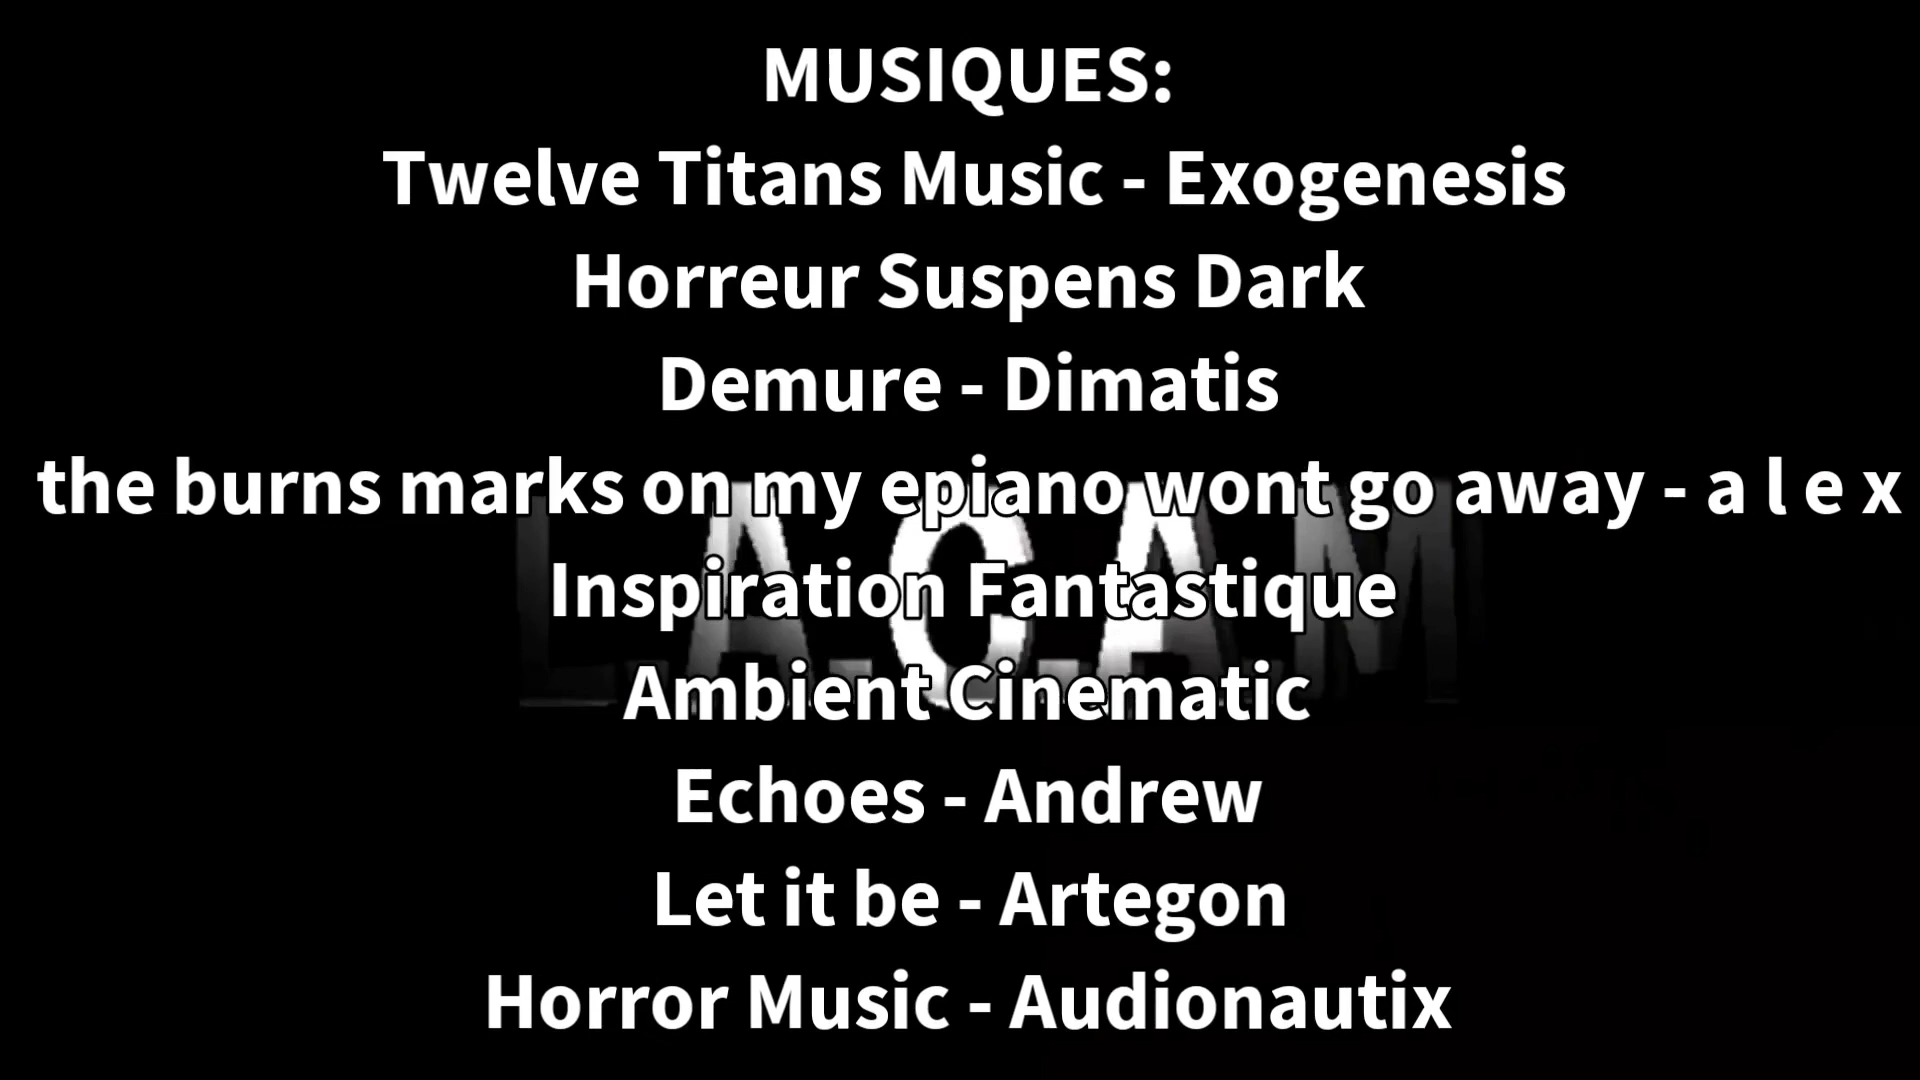 MUSIQUES:
Twelve Titans Music - Exogenesis
Horreur Suspens Dark
Demure - Dimatis
the burns marks on my epiano wont go away - a l e x
L.A.C.A.M
Inspiration Fantastique
Ambient Cinematic
Echoes - Andrew
Let it be - Artegon
Horror Music - Audionautix